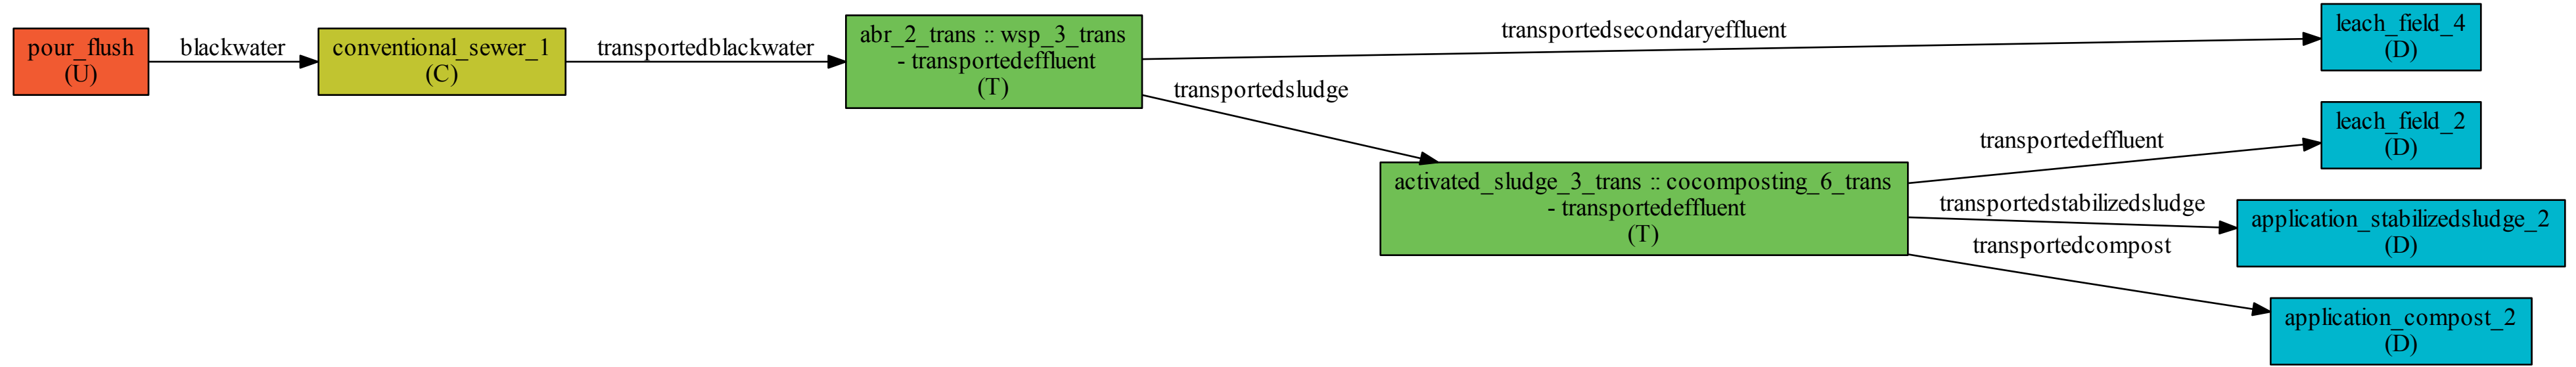 pour_flush
(U)
blackwater
conventional_sewer_1
(C)
transportedblackwater
abr_2_trans :: wsp_3_trans
- transportedeffluent
(T)
transportedsecondaryeffluent
leach_field_4
(D)
transportedsludge
activated_sludge_3_trans :: cocomposting_6_trans
- transportedeffluent
(T)
transportedeffluent
leach_field_2
(D)
transportedstabilizedsludge
application_stabilizedsludge_2
(D)
transportedcompost
application_compost_2
(D)